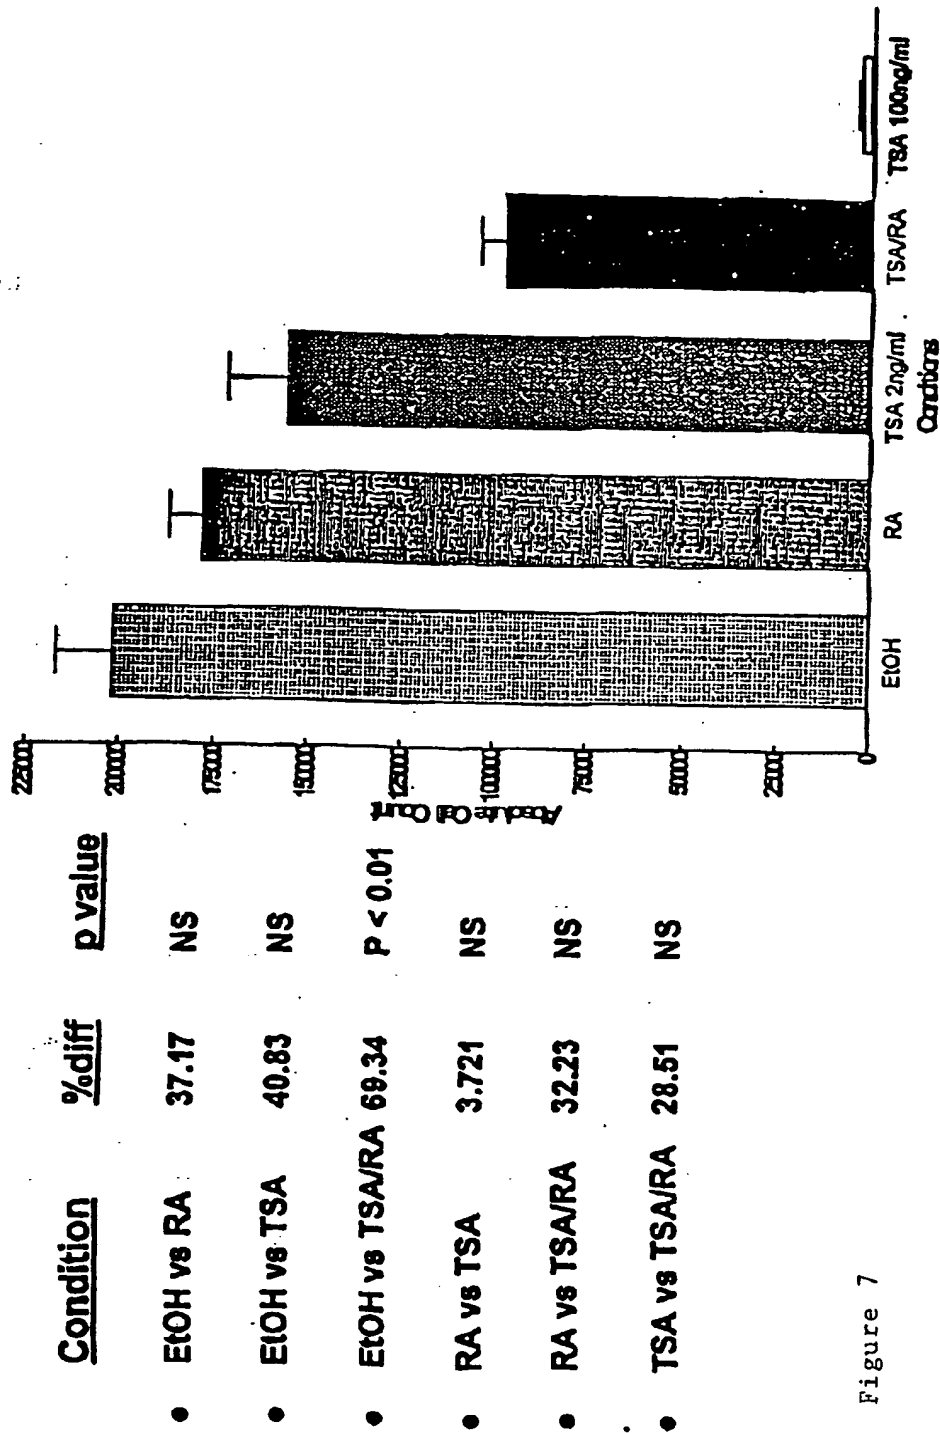 Condition %diff p value
• EtOH vs RA 37.17 NS
• EtOH vs TSA 40.83 NS
• EtOH vs TSA/RA 69.34 P < 0.01
• RA vs TSA 3.721 NS
• RA vs TSA/RA 32.23 NS
• TSA vs TSA/RA 28.51 NS
Figure 7
225000
200000
175000
150000
125000
100000
75000
50000
25000
0
Absolute Cell Count
EtOH RA TSA 2ng/ml TSA/RA TSA 100ng/ml
Conditions